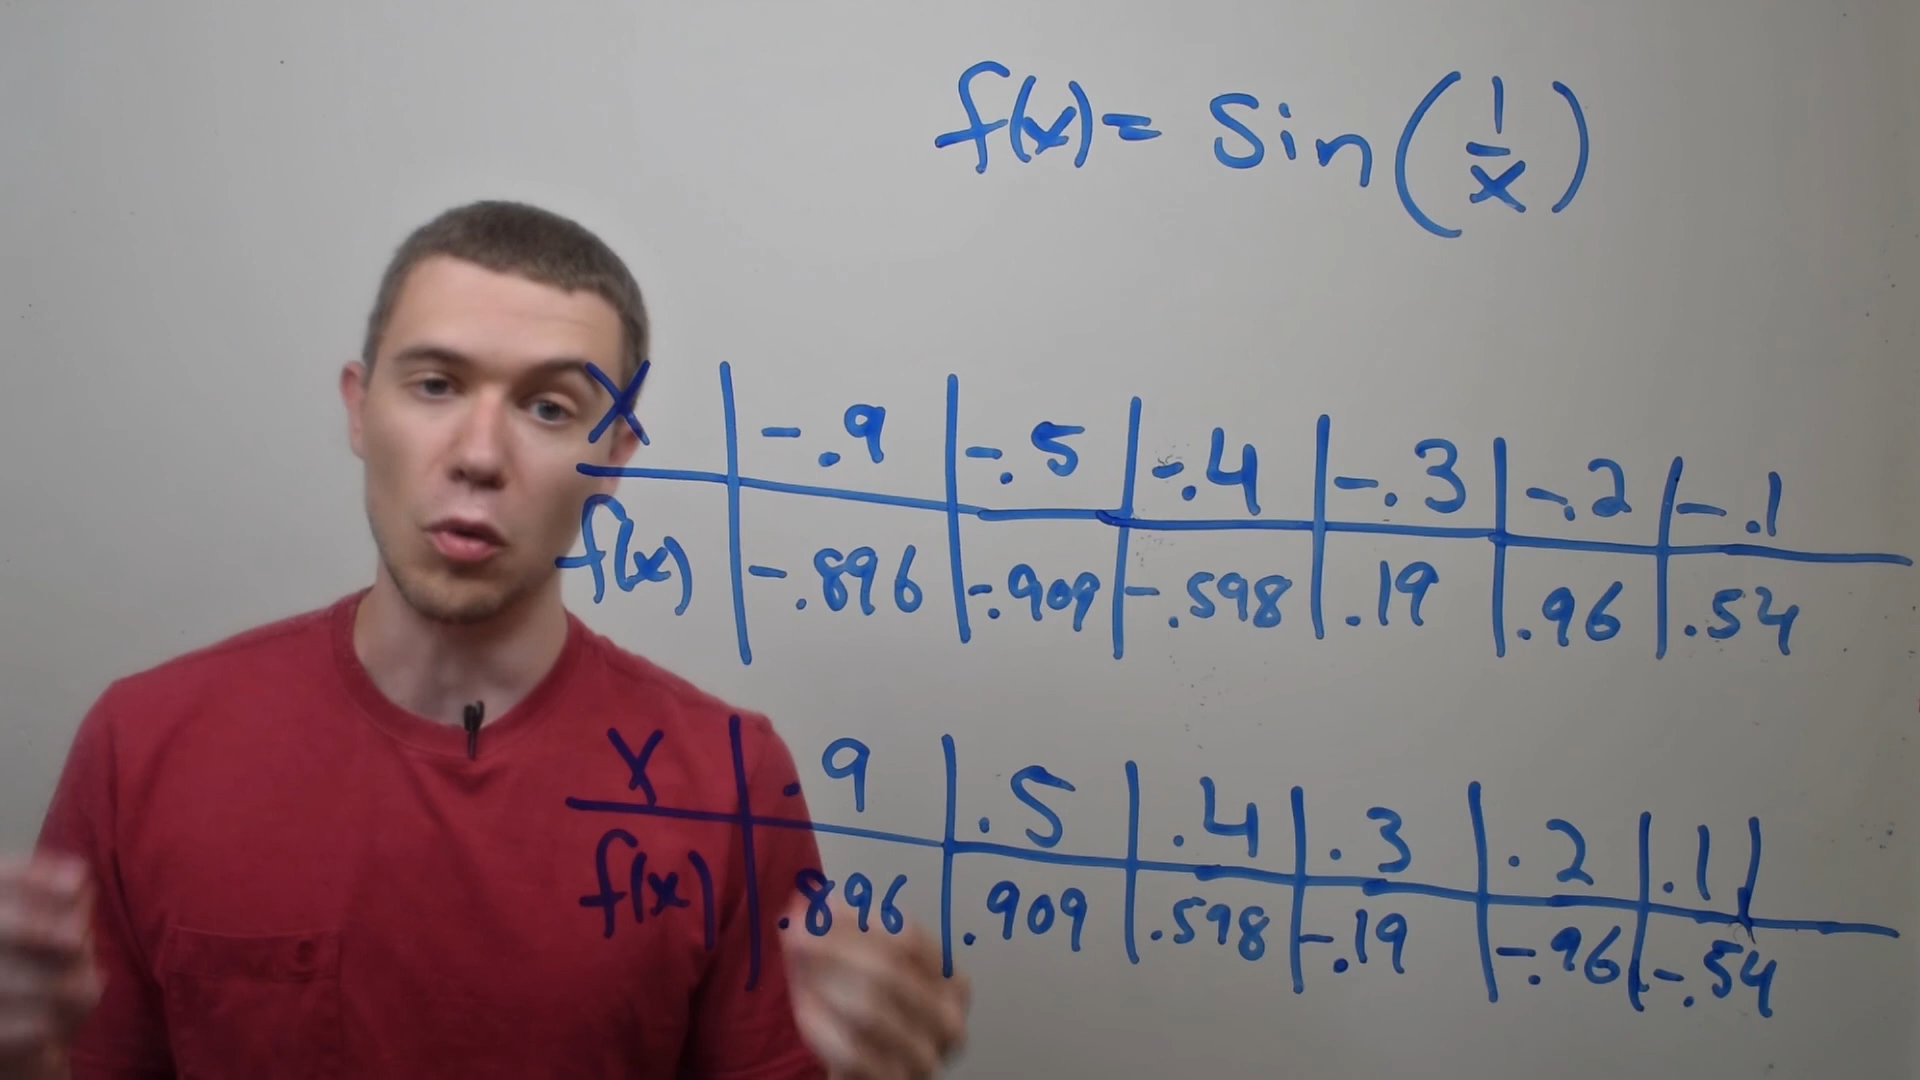 f(x) = Sin(1/x)
x -.9 -.5 -.4 -.3 -.2 -.1
f(x) -.896 -.909 -.598 .19 .96 .54
x .9 .5 .4 .3 .2 .1
f(x) .896 .909 .598 -.19 -.96 -.54